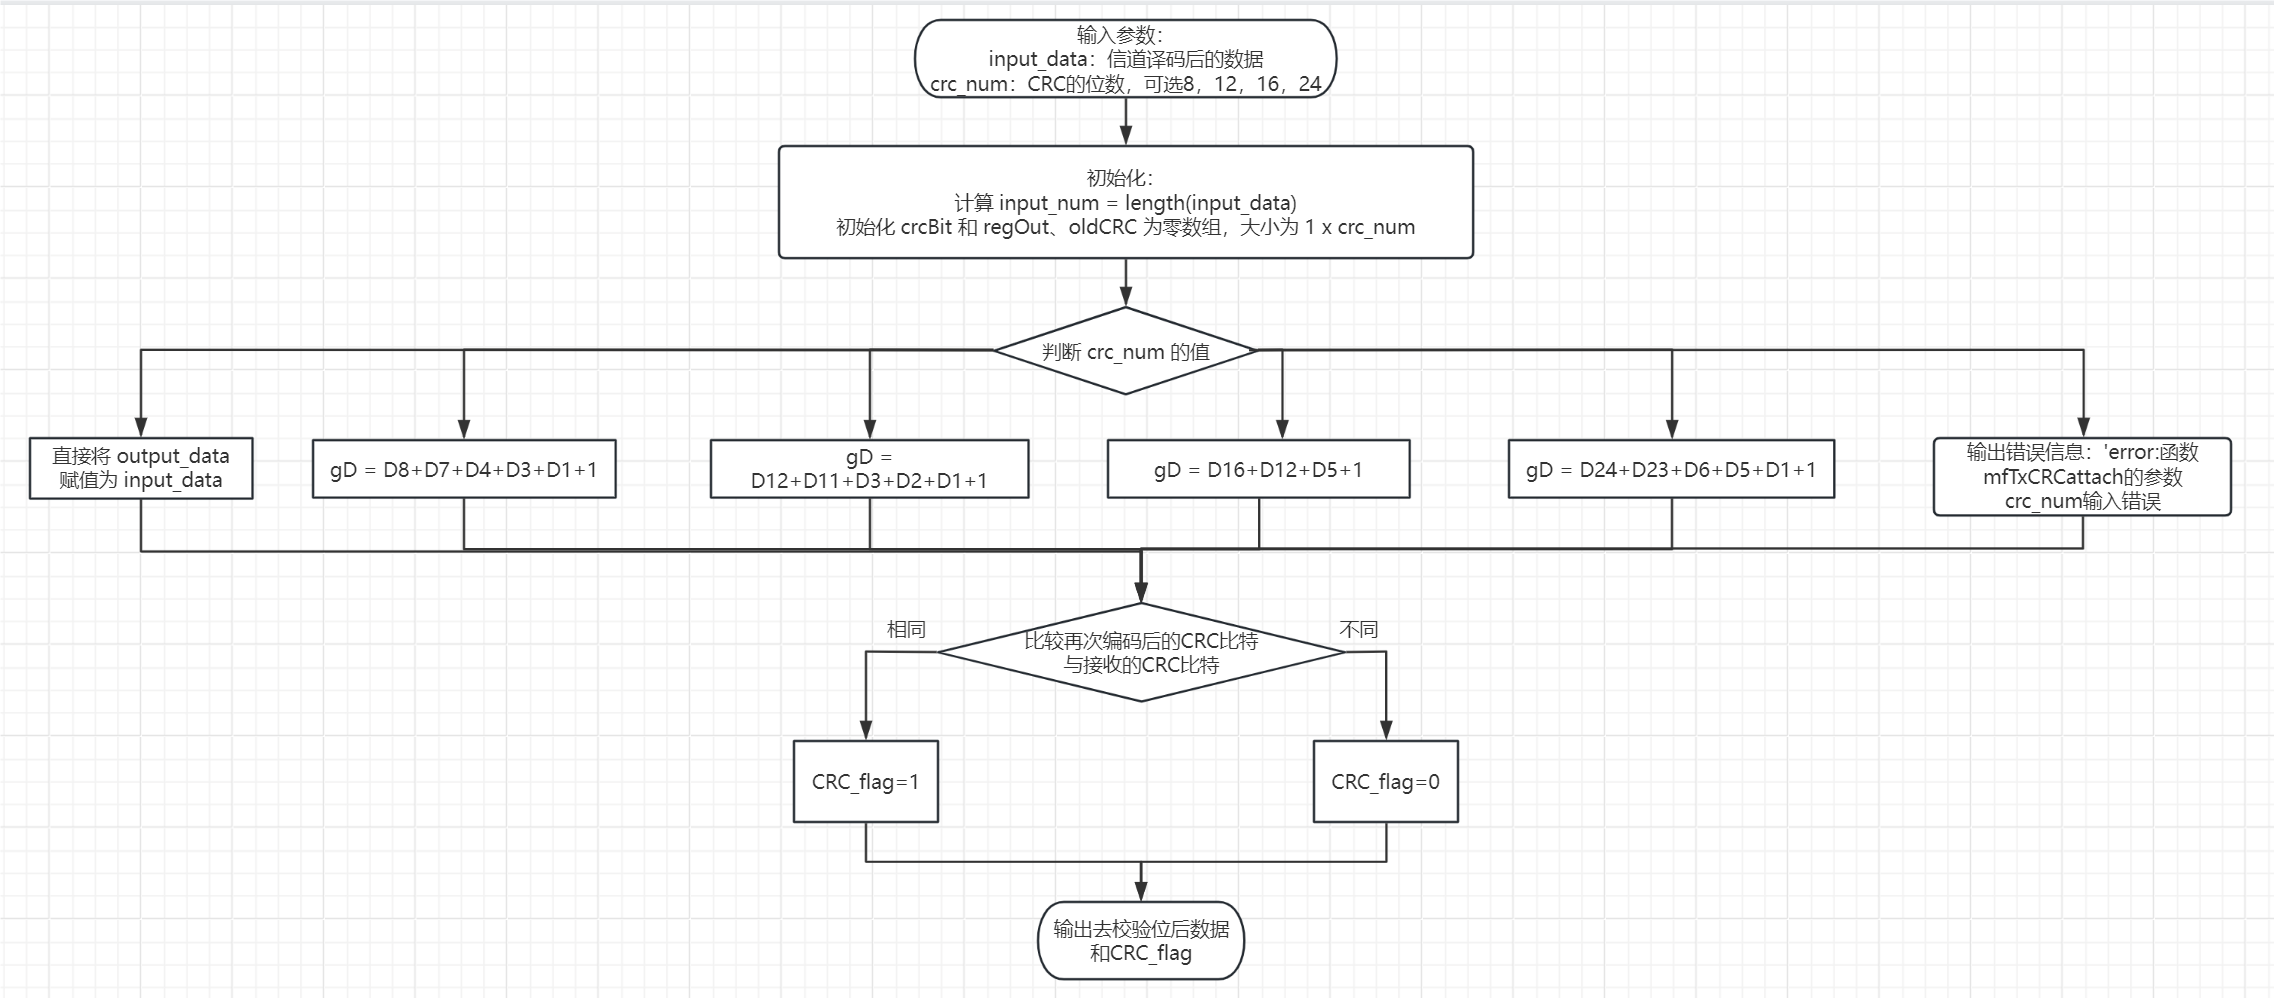 输入参数：
input_data：信道译码后的数据
crc_num：CRC的位数，可选8，12，16，24
初始化：
计算 input_num = length(input_data)
初始化 crcBit 和 regOut、oldCRC 为零数组，大小为 1 x crc_num
判断 crc_num 的值
直接将 output_data
赋值为 input_data
gD = D8+D7+D4+D3+D1+1
gD =
D12+D11+D3+D2+D1+1
gD = D16+D12+D5+1
gD = D24+D23+D6+D5+D1+1
输出错误信息：'error:函数
mfTxCRCattach的参数
crc_num输入错误
相同
比较再次编码后的CRC比特
与接收的CRC比特
不同
CRC_flag=1
CRC_flag=0
输出去校验位后数据
和CRC_flag